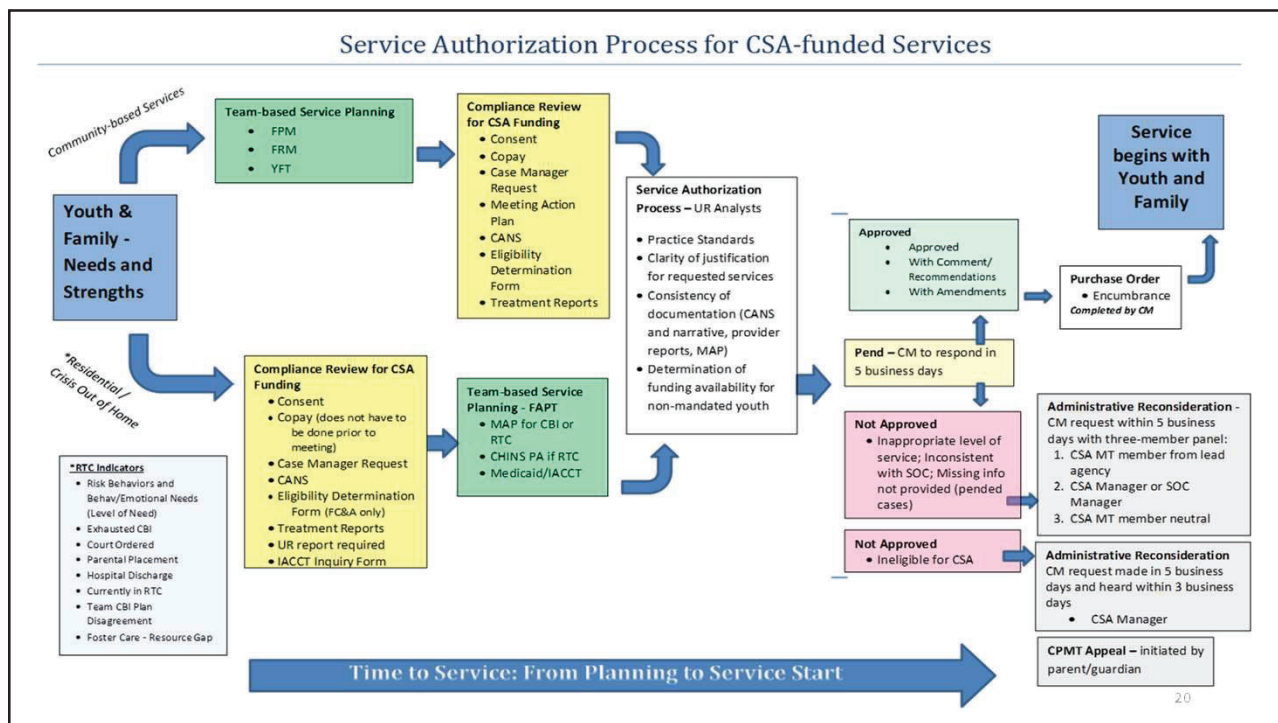 Service Authorization Process for CSA-funded Services
Community-based Services
Team-based Service Planning
• FPM
• FRM
• YFT
Compliance Review
for CSA Funding
• Consent
• Copay
• Case Manager
Request
• Meeting Action
Plan
• CANS
• Eligibility
Determination
Form
• Treatment Reports
Youth &
Family -
Needs and
Strengths
*Residential /
Crisis Out of Home
Compliance Review for CSA
Funding
• Consent
• Copay (does not have to
be done prior to
meeting)
• Case Manager Request
• CANS
• Eligibility Determination
Form (FC&A only)
• Treatment Reports
• UR report required
• IACCT Inquiry Form
Team-based Service
Planning - FAPT
• MAP for CBI or
RTC
• CHINS PA if RTC
• Medicaid/IACCT
*RTC Indicators
• Risk Behaviors and
Behav/Emotional Needs
(Level of Need)
• Exhausted CBI
• Court Ordered
• Parental Placement
• Hospital Discharge
• Currently in RTC
• Team CBI Plan
Disagreement
• Foster Care - Resource Gap
Service Authorization
Process – UR Analysts
• Practice Standards
• Clarity of justification
for requested services
• Consistency of
documentation (CANS
and narrative, provider
reports, MAP)
• Determination of
funding availability for
non-mandated youth
Approved
• Approved
• With Comment/
Recommendations
• With Amendments
Pend – CM to respond in
5 business days
Not Approved
• Inappropriate level of
service; Inconsistent
with SOC; Missing info
not provided (pended
cases)
Not Approved
• Ineligible for CSA
Purchase Order
• Encumbrance
Completed by CM
Service
begins with
Youth and
Family
Administrative Reconsideration -
CM request within 5 business
days with three-member panel:
1. CSA MT member from lead
agency
2. CSA Manager or SOC
Manager
3. CSA MT member neutral
Administrative Reconsideration
CM request made in 5 business
days and heard within 3 business
days
• CSA Manager
CPMT Appeal – initiated by
parent/guardian
Time to Service: From Planning to Service Start
20